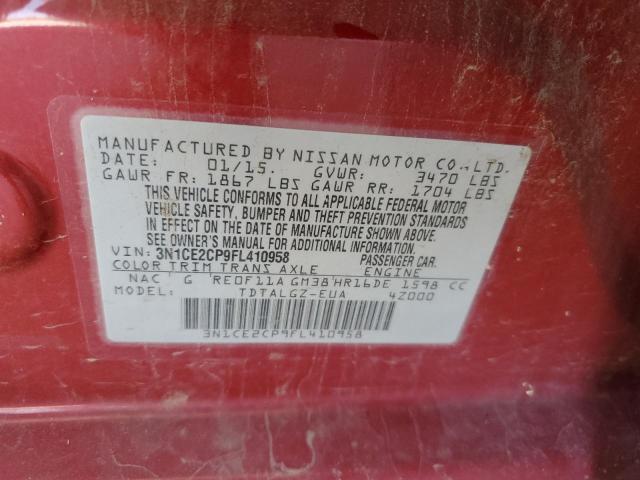 MANUFACTURED BY NISSAN MOTOR CO., LTD.
DATE: 01/15. GVWR: 3470 LBS
GAWR FR: 1867 LBS GAWR RR: 1704 LBS
THIS VEHICLE CONFORMS TO ALL APPLICABLE FEDERAL MOTOR
VEHICLE SAFETY, BUMPER AND THEFT PREVENTION STANDARDS
IN EFFECT ON THE DATE OF MANUFACTURE SHOWN ABOVE.
SEE OWNER'S MANUAL FOR ADDITIONAL INFORMATION.
VIN: 3N1CE2CP9FL410958 PASSENGER CAR.
COLOR TRIM TRANS AXLE ENGINE
NAC G RE0F11A GM38 HR16DE 1598 CC
MODEL: TDTALGZ-EUA 4Z000
3N1CE2CP9FL410958